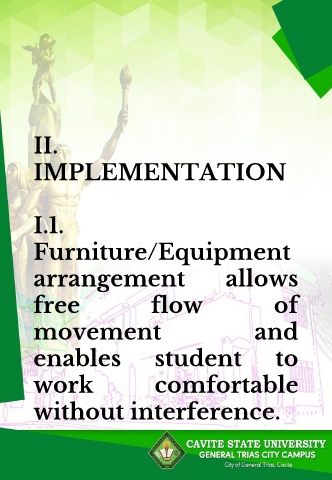 II.
IMPLEMENTATION
I.1.
Furniture/Equipment
arrangement allows
free flow of
movement and
enables student to
work comfortable
without interference.
CAVITE STATE UNIVERSITY
GENERAL TRIAS CITY CAMPUS
City of General Trias, Cavite